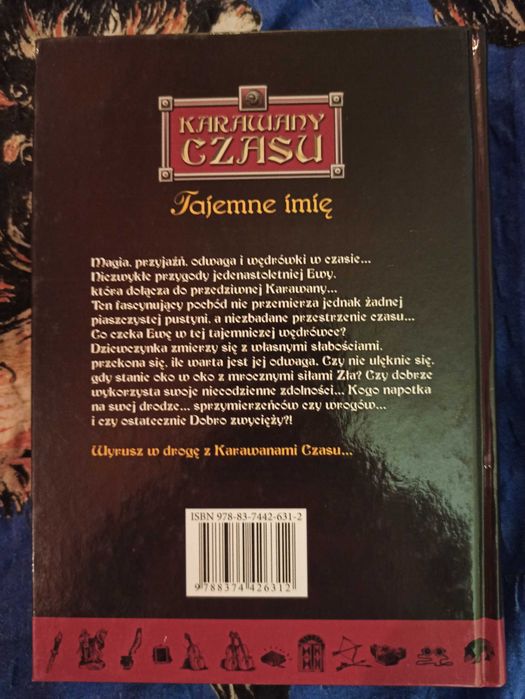 KARAWANY
CZASU
Tajemne imię
Magia, przyjaźń, odwaga i wędrówki w czasie...
Niezwykłe przygody jedenastoletniej Ewy,
która dołącza do przedziwnej Karawany...
Ten fascynujący pochód nie przemierza jednak żadnej
piaszczystej pustyni, a niezbadane przestrzenie czasu...
Co czeka Ewę w tej tajemniczej wędrówce?
Dziewczynka zmierzy się z własnymi słabościami,
przekona się, ile warta jest jej odwaga. Czy nie ulęknie się,
gdy stanie oko w oko z mrocznymi siłami Zła? Czy dobrze
wykorzysta swoje niecodzienne zdolności... Kogo napotka
na swej drodze... sprzymierzeńców czy wrogów...
i czy ostatecznie Dobro zwycięży?!
Wyrusz w drogę z Karawanami Czasu...
ISBN 978-83-7442-631-2
9 788374 426312